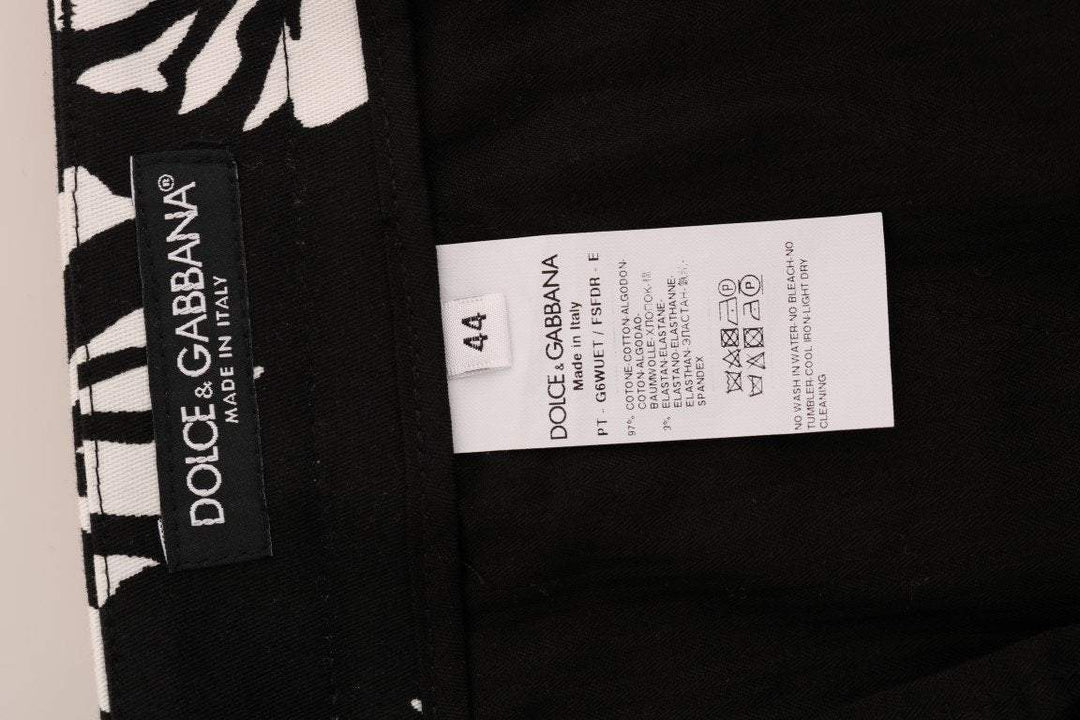 DOLCE & GABBANA®
MADE IN ITALY
44
DOLCE & GABBANA
Made in Italy
PT - G6WUET / FSFDR - E
97% COTONE-COTTON-ALGODON-
COTON-ALGODAO-
BAUMWOLLE-ХЛОПОК-
3% ELASTAN-ELASTANE-
ELASTANO-ELASTHANNE-
ELASTHAN-ЭЛАСТАН-
SPANDEX
NO WASH IN WATER-NO BLEACH-NO
TUMBLER-COOL IRON-LIGHT DRY
CLEANING